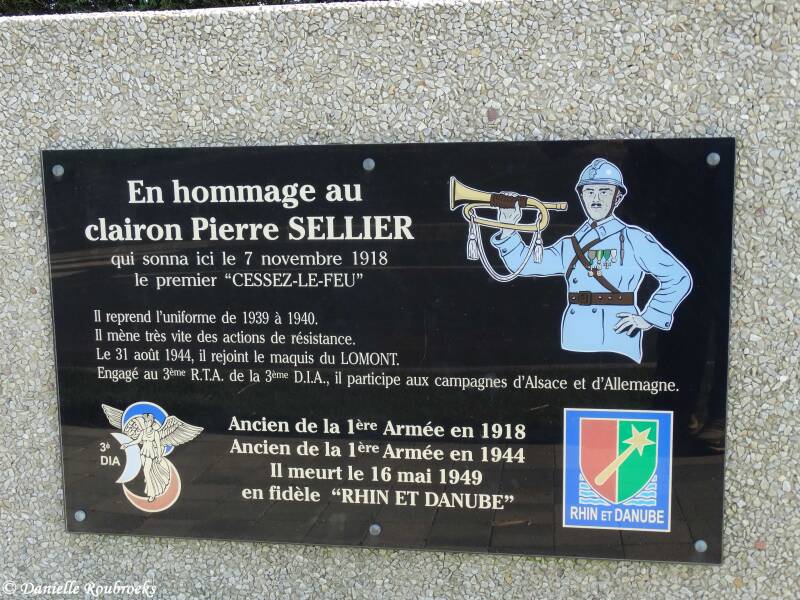 En hommage au
clairon Pierre SELLIER
qui sonna ici le 7 novembre 1918
le premier “CESSEZ-LE-FEU”
Il reprend l’uniforme de 1939 à 1940.
Il mène très vite des actions de résistance.
Le 31 août 1944, il rejoint le maquis du LOMONT.
Engagé au 3ème R.T.A. de la 3ème D.I.A., il participe aux campagnes d’Alsace et d’Allemagne.
3è
DIA
Ancien de la 1ère Armée en 1918
Ancien de la 1ère Armée en 1944
Il meurt le 16 mai 1949
en fidèle “RHIN ET DANUBE”
RHIN ET DANUBE
© Danielle Roubroeks